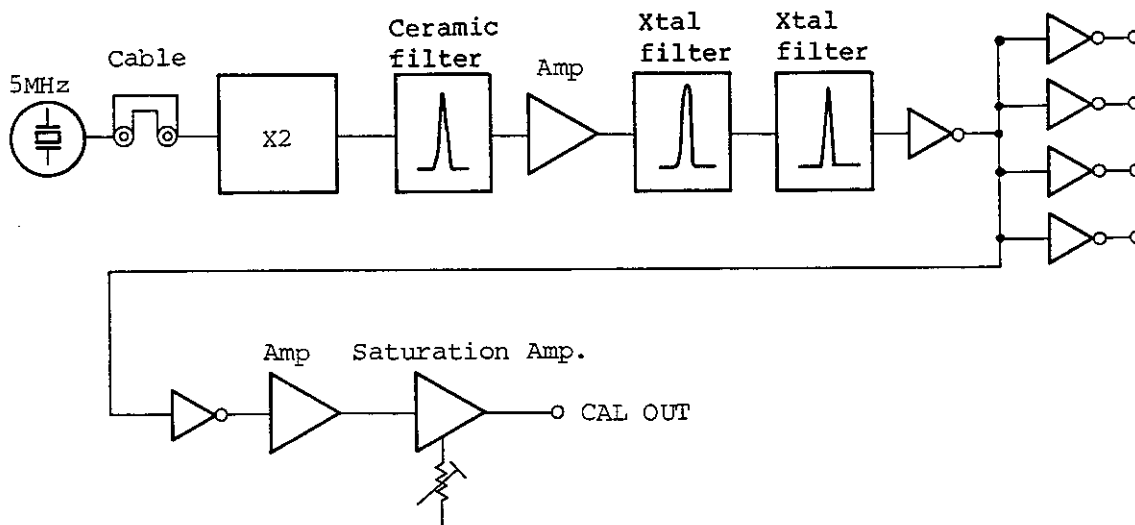 5MHz
Cable
X2
Ceramic
filter
Amp
Xtal
filter
Xtal
filter
Amp
Saturation Amp.
CAL OUT